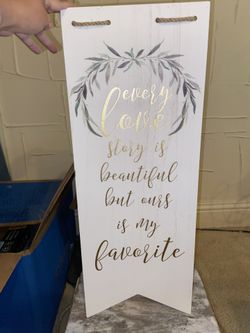 every
love
story is
beautiful
but ours
is my
favorite